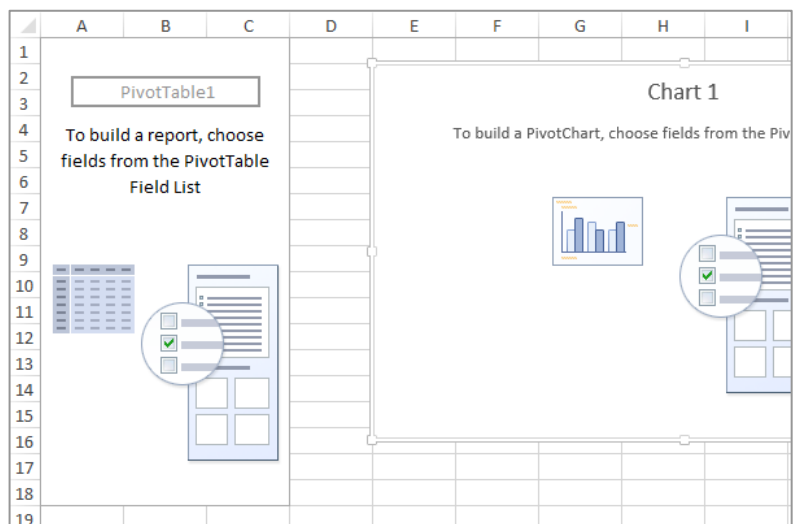 A B C D E F G H I
1
2
3
4
5
6
7
8
9
10
11
12
13
14
15
16
17
18
19
PivotTable1
To build a report, choose
fields from the PivotTable
Field List
Chart 1
To build a PivotChart, choose fields from the Piv